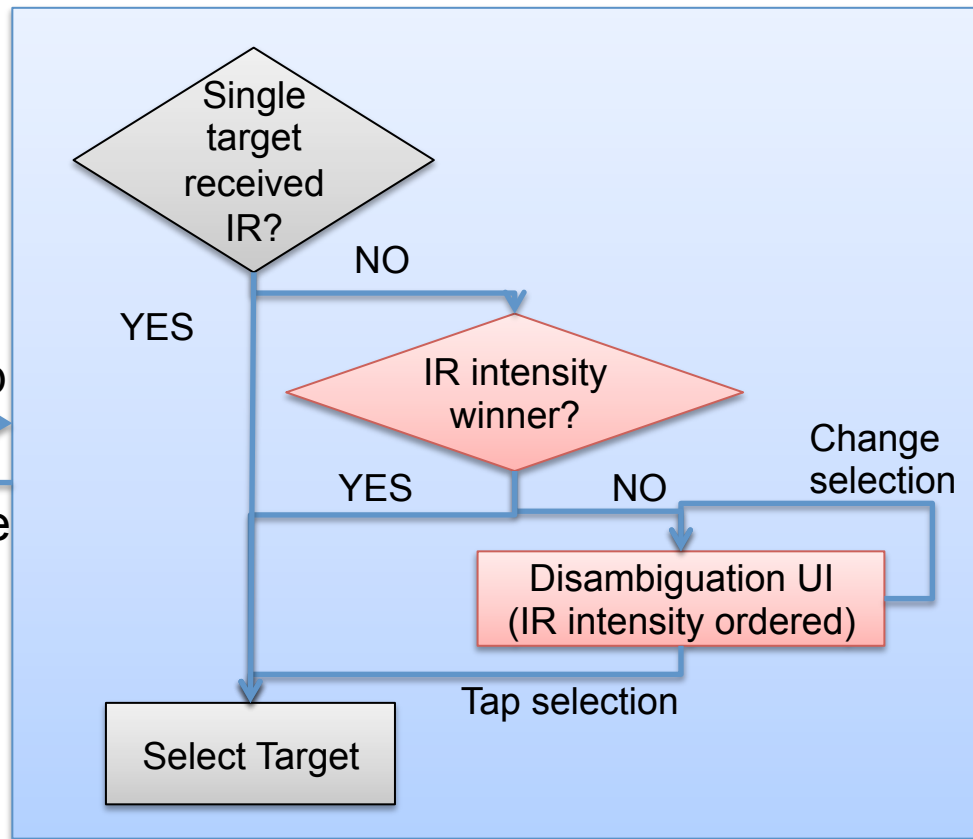 Single
target
received
IR?
NO
YES
IR intensity
winner?
YES
NO
Change
selection
Disambiguation UI
(IR intensity ordered)
Tap selection
Select Target